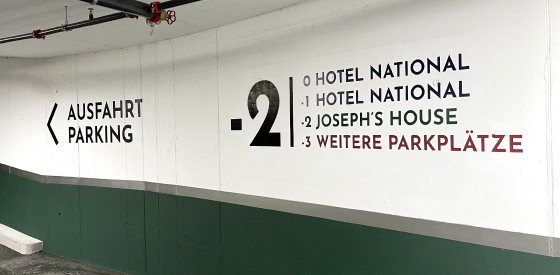 < AUSFAHRT
PARKING
-2
0 HOTEL NATIONAL
-1 HOTEL NATIONAL
-2 JOSEPH'S HOUSE
-3 WEITERE PARKPLÄTZE